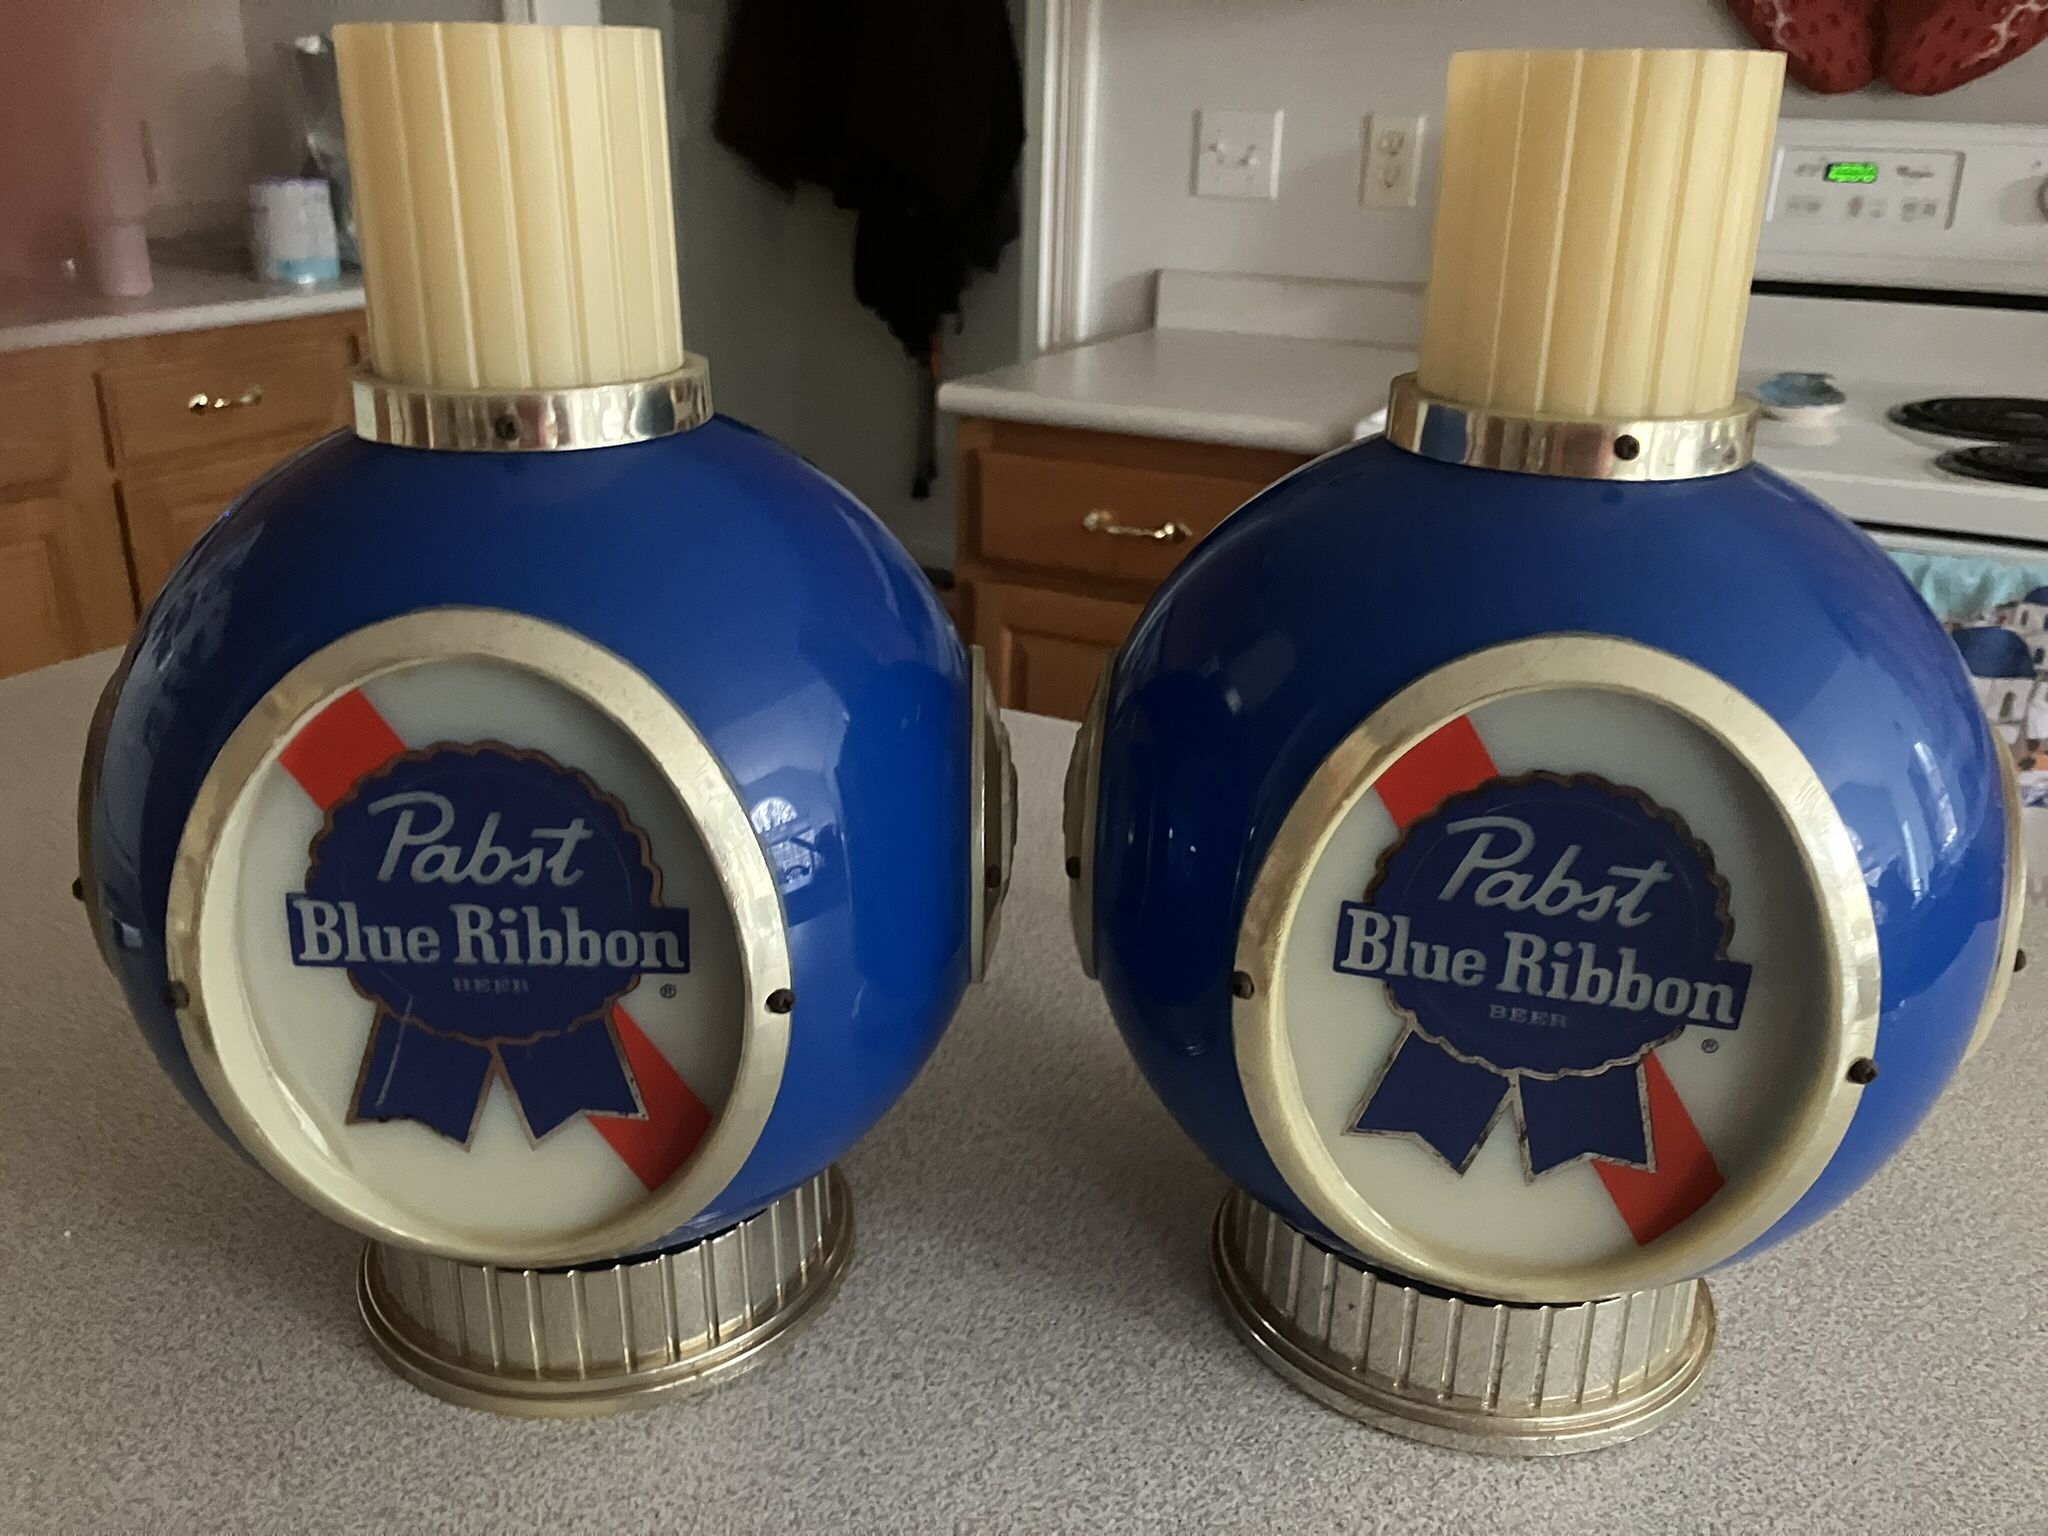 Pabst
Blue Ribbon
BEER
®
Pabst
Blue Ribbon
BEER
®